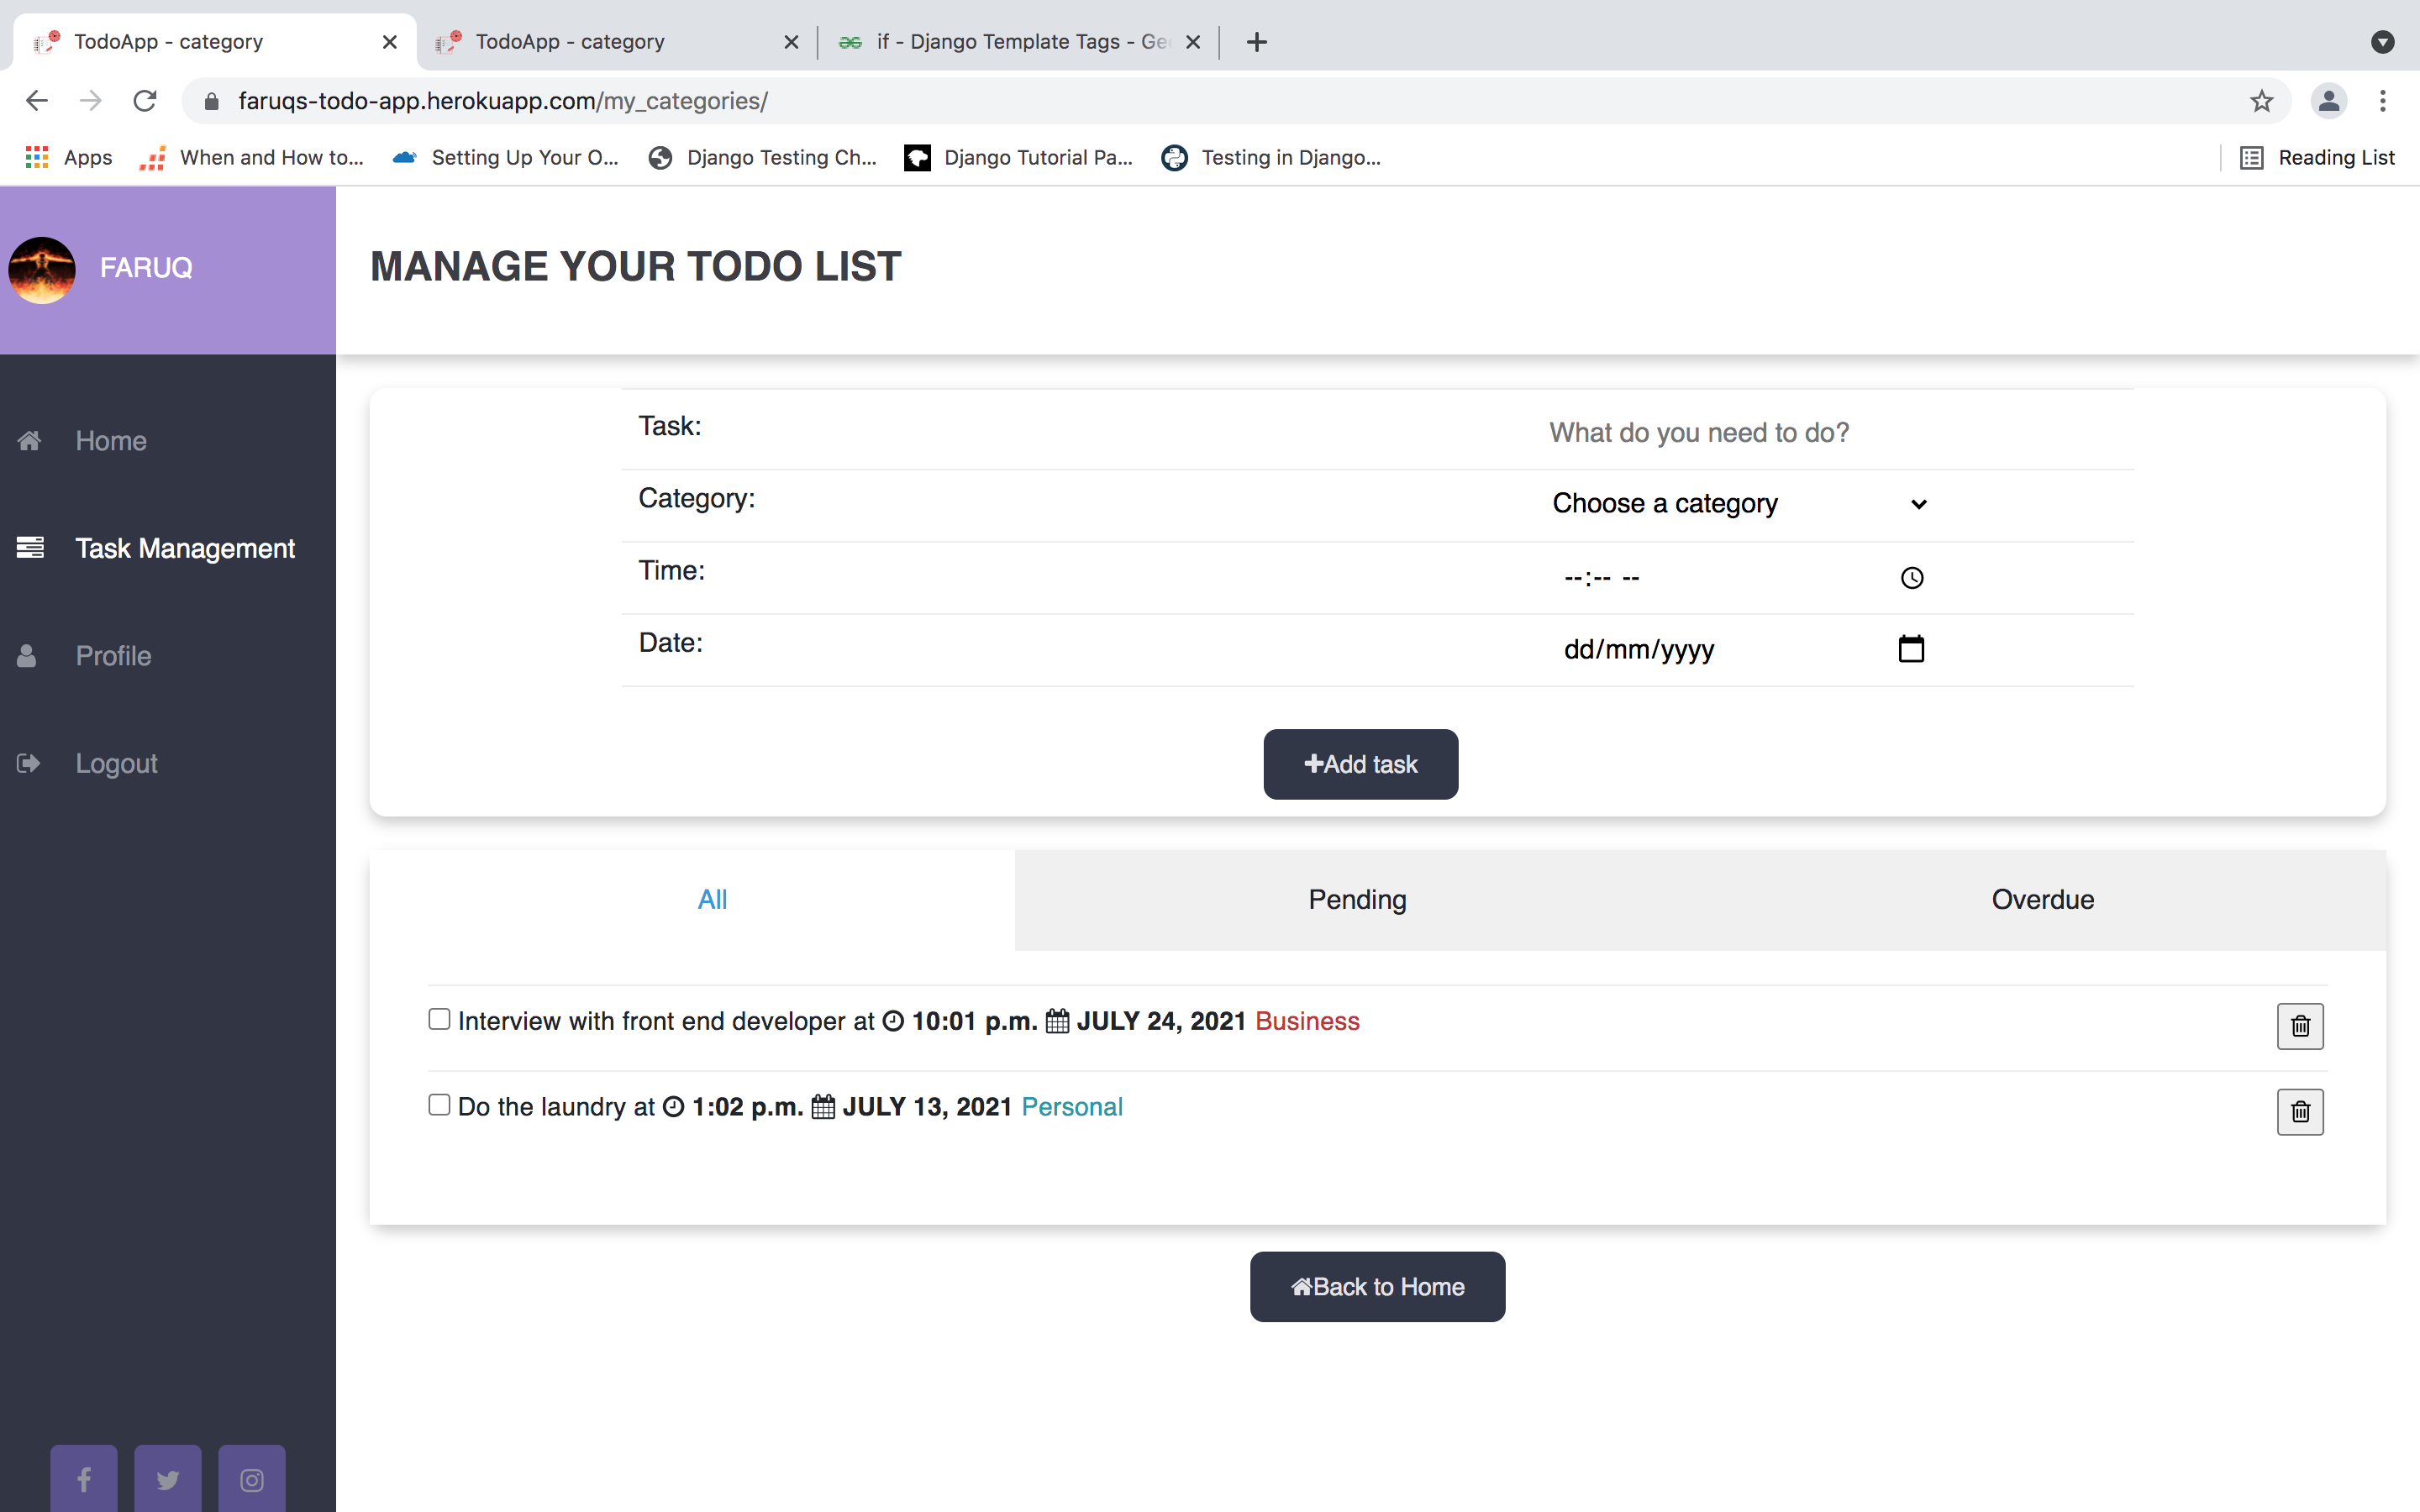 TodoApp - category
TodoApp - category
if - Django Template Tags - Ge
faruqs-todo-app.herokuapp.com/my_categories/
Apps
When and How to...
Setting Up Your O...
Django Testing Ch...
Django Tutorial Pa...
Testing in Django...
Reading List
FARUQ
MANAGE YOUR TODO LIST
Home
Task Management
Profile
Logout
Task:
What do you need to do?
Category:
Choose a category
Time:
--:-- --
Date:
dd/mm/yyyy
Add task
All
Pending
Overdue
Interview with front end developer at 10:01 p.m. JULY 24, 2021 Business
Do the laundry at 1:02 p.m. JULY 13, 2021 Personal
Back to Home